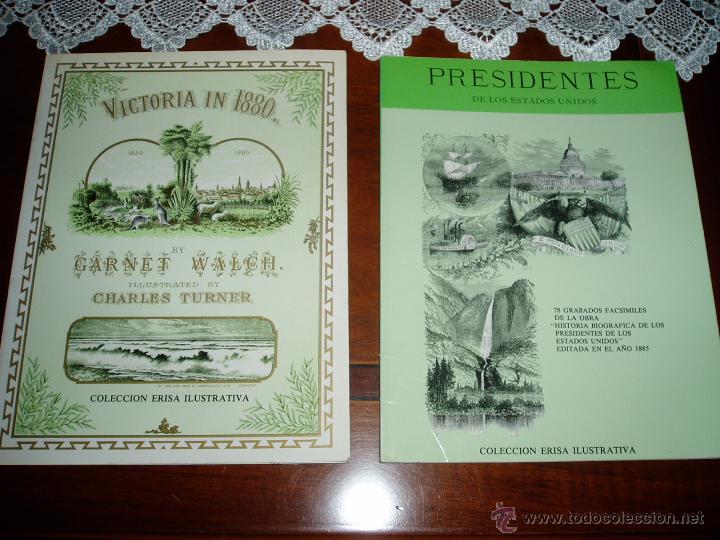 VICTORIA IN 1880.
1830 1880
BY
GARNET WALCH.
ILLUSTRATED BY
CHARLES TURNER
COLECCION ERISA ILUSTRATIVA
PRESIDENTES
DE LOS ESTADOS UNIDOS
78 GRABADOS FACSIMILES
DE LA OBRA
"HISTORIA BIOGRAFICA DE LOS
PRESIDENTES DE LOS
ESTADOS UNIDOS"
EDITADA EN EL AÑO 1885
COLECCION ERISA ILUSTRATIVA
© www.todocoleccion.net